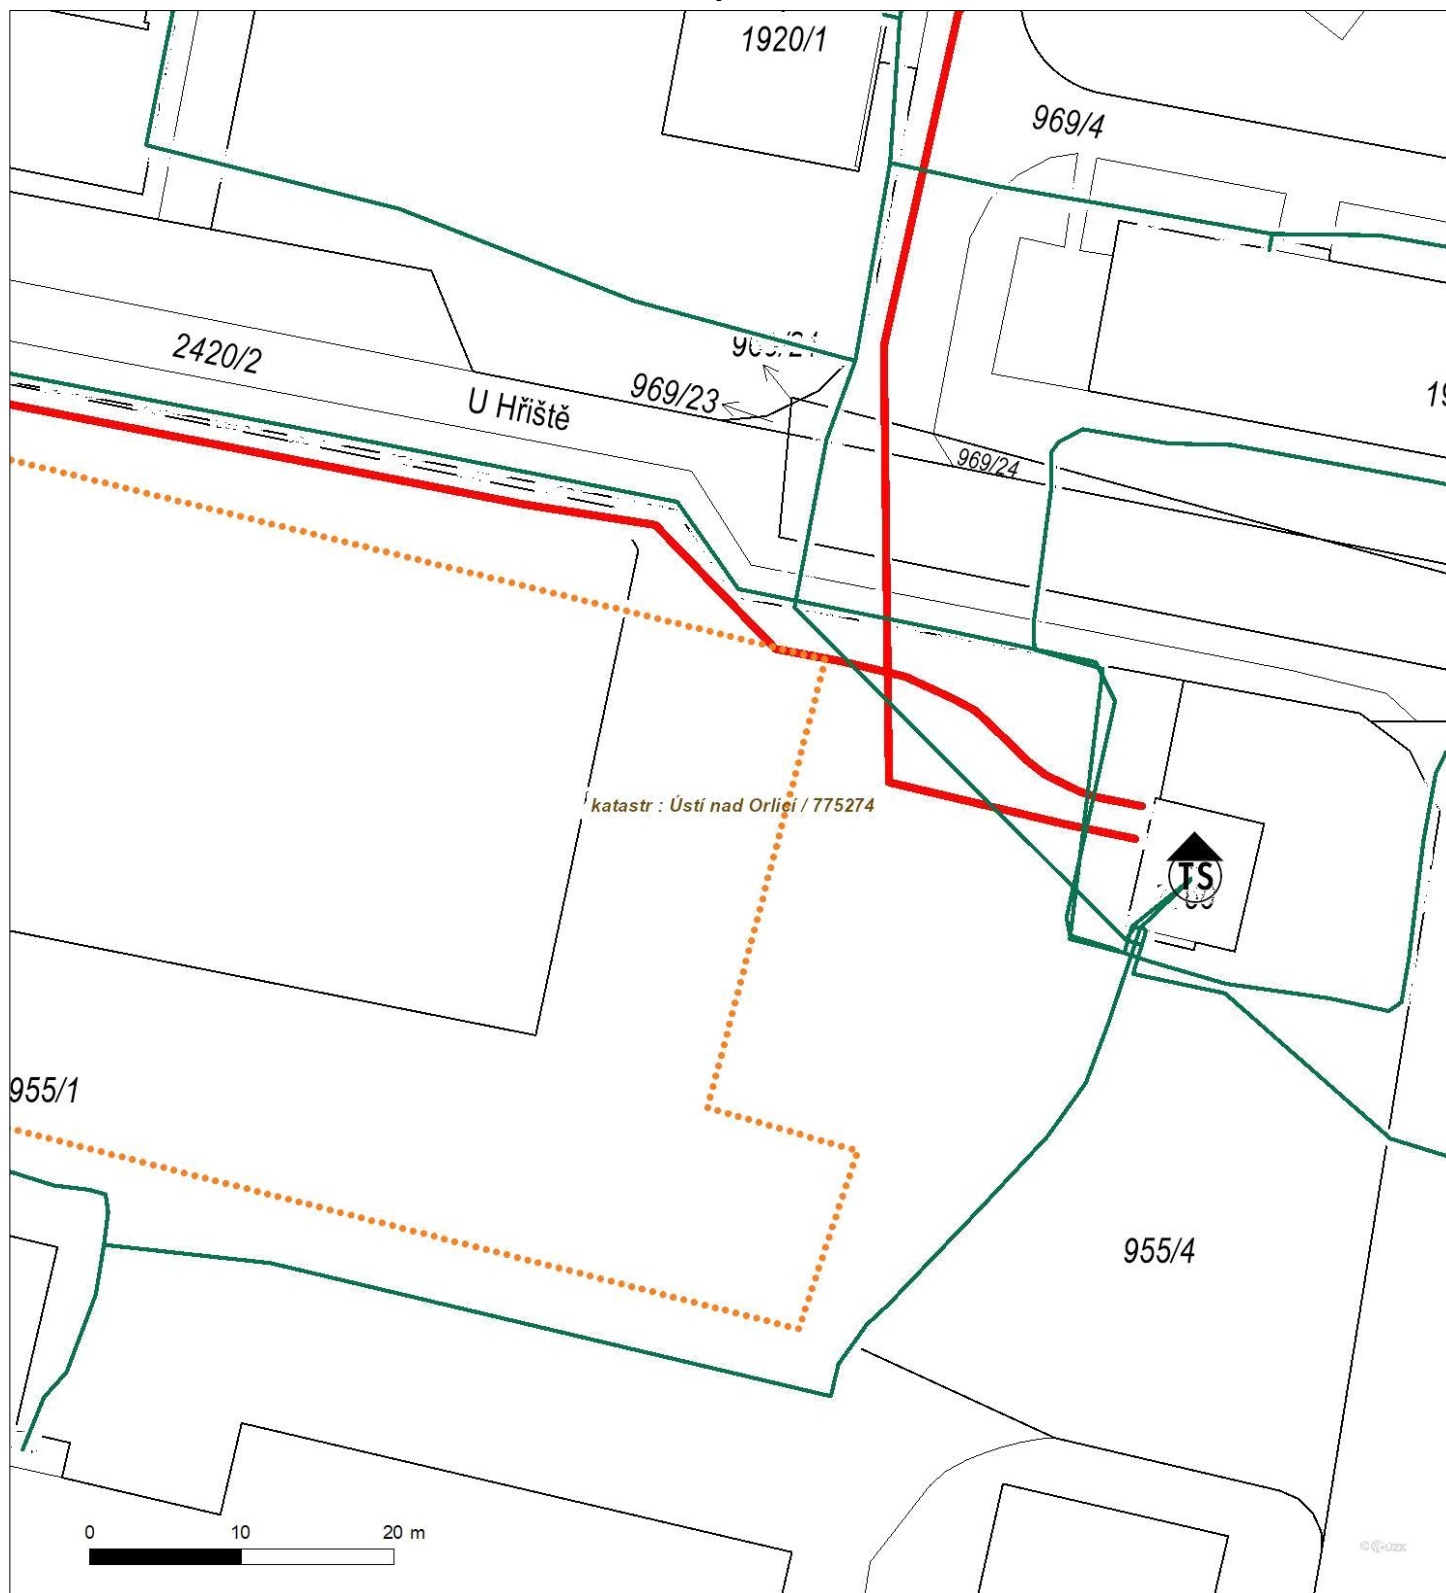 1920/1
969/4
2420/2
969/23
U Hřiště
969/24
katastr : Ústí nad Orlicí / 775274
TS
955/1
955/4
0 10 20 m